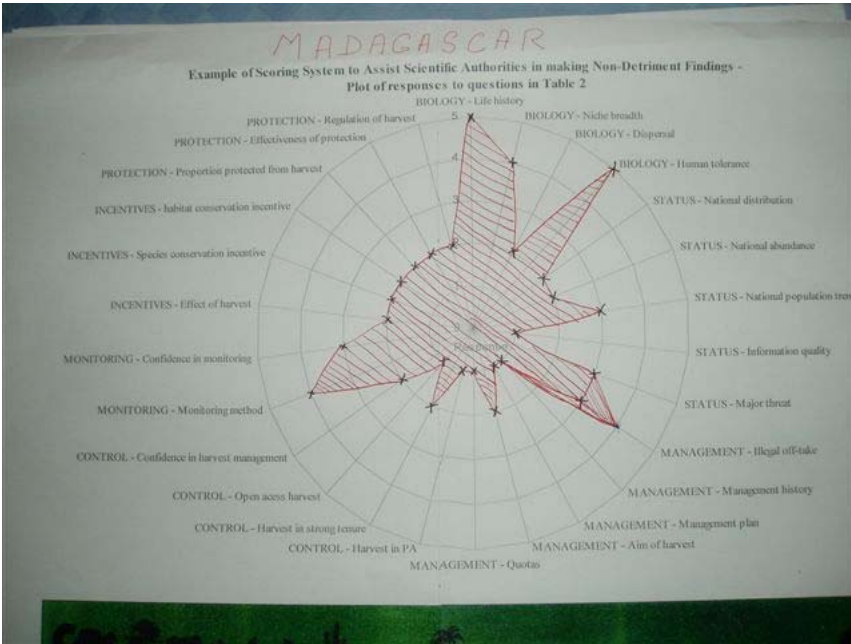 MADAGASCAR
Example of Scoring System to Assist Scientific Authorities in making Non-Detriment Findings -
Plot of responses to questions in Table 2
BIOLOGY - Life history
BIOLOGY - Niche breadth
BIOLOGY - Dispersal
BIOLOGY - Human tolerance
STATUS - National distribution
STATUS - National abundance
STATUS - National population
STATUS - Information quality
STATUS - Major threat
MANAGEMENT - Illegal off-take
MANAGEMENT - Management history
MANAGEMENT - Management plan
MANAGEMENT - Aim of harvest
MANAGEMENT - Quotas
CONTROL - Harvest in PA
CONTROL - Harvest in strong tenure
CONTROL - Open acess harvest
CONTROL - Confidence in harvest management
MONITORING - Monitoring method
MONITORING - Confidence in monitoring
INCENTIVES - Effect of harvest
INCENTIVES - Species conservation incentive
INCENTIVES - habitat conservation incentive
PROTECTION - Proportion protected from harvest
PROTECTION - Effectiveness of protection
PROTECTION - Regulation of harvest
5
4
3
2
1
0